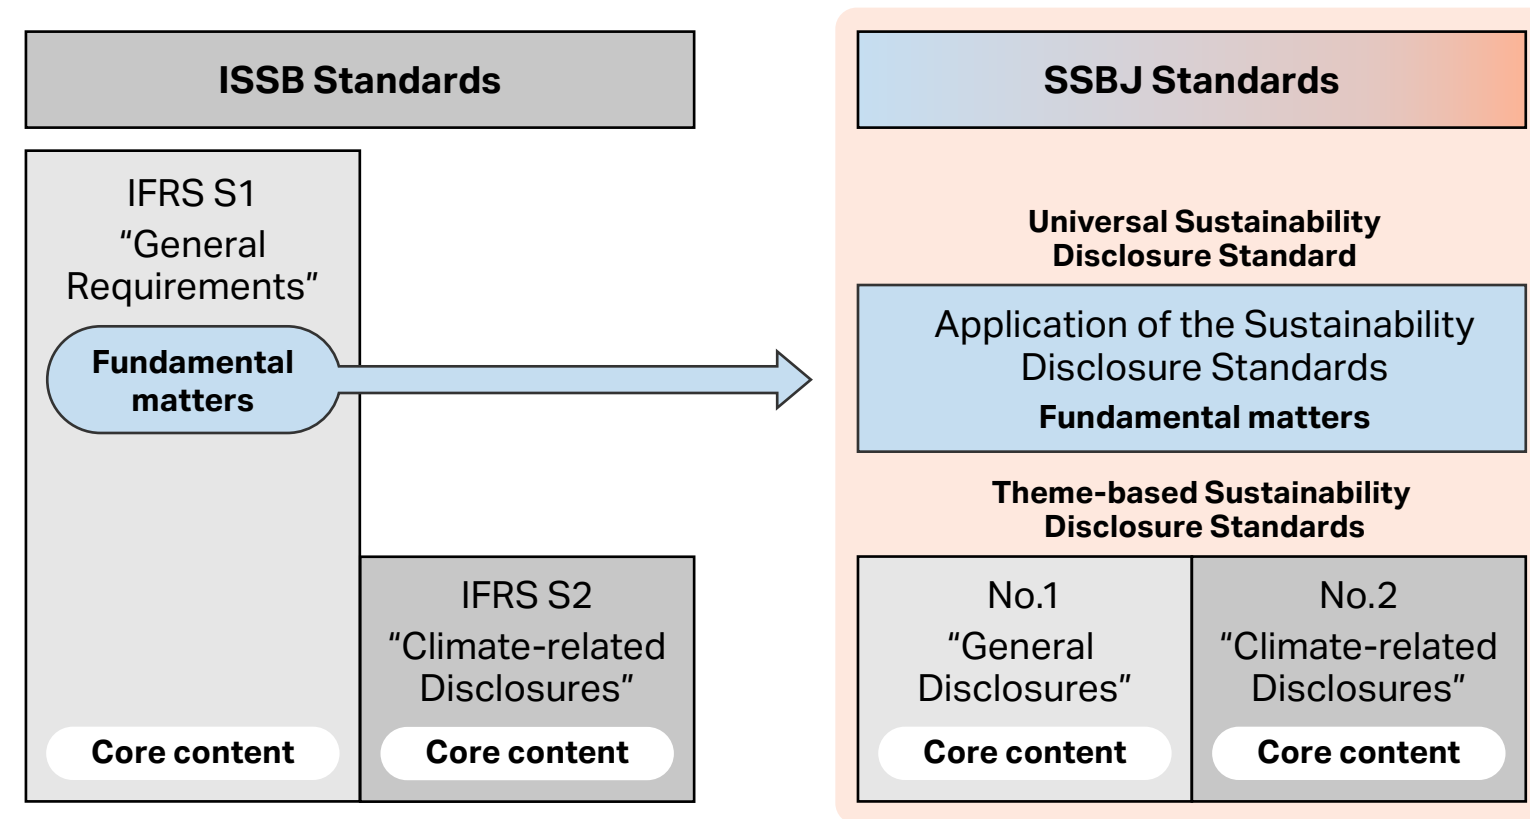 ISSB Standards
IFRS S1
“General
Requirements”
Fundamental
matters
Core content
IFRS S2
“Climate-related
Disclosures”
Core content
SSBJ Standards
Universal Sustainability
Disclosure Standard
Application of the Sustainability
Disclosure Standards
Fundamental matters
Theme-based Sustainability
Disclosure Standards
No.1
“General
Disclosures”
Core content
No.2
“Climate-related
Disclosures”
Core content